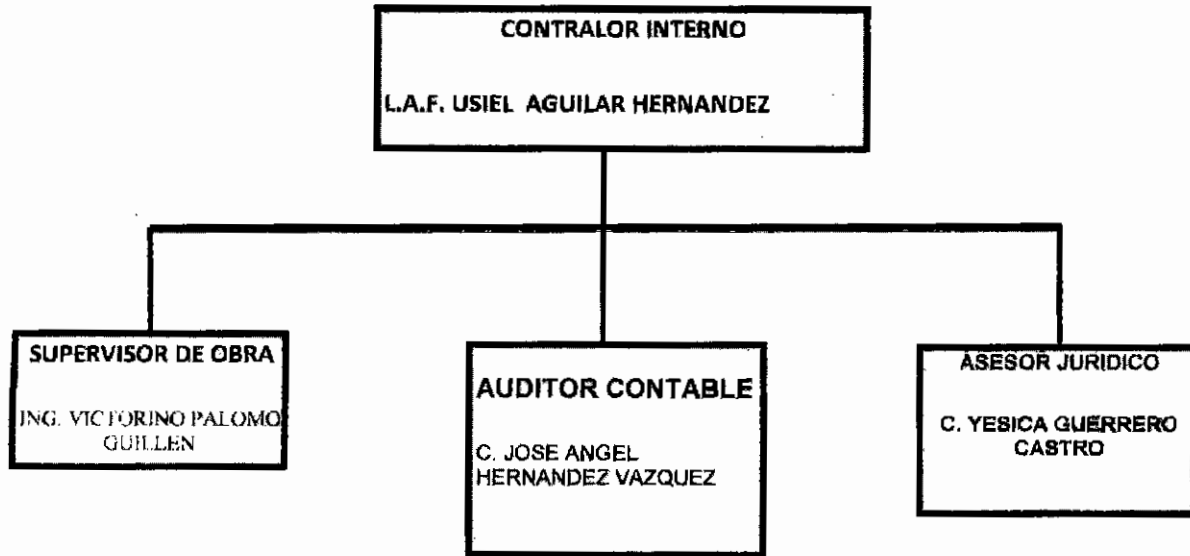 CONTRALOR INTERNO
L.A.F. USIEL AGUILAR HERNANDEZ
SUPERVISOR DE OBRA
ING. VICTORINO PALOMO
GUILLEN
AUDITOR CONTABLE
C. JOSE ANGEL
HERNANDEZ VAZQUEZ
ASESOR JURIDICO
C. YESICA GUERRERO
CASTRO